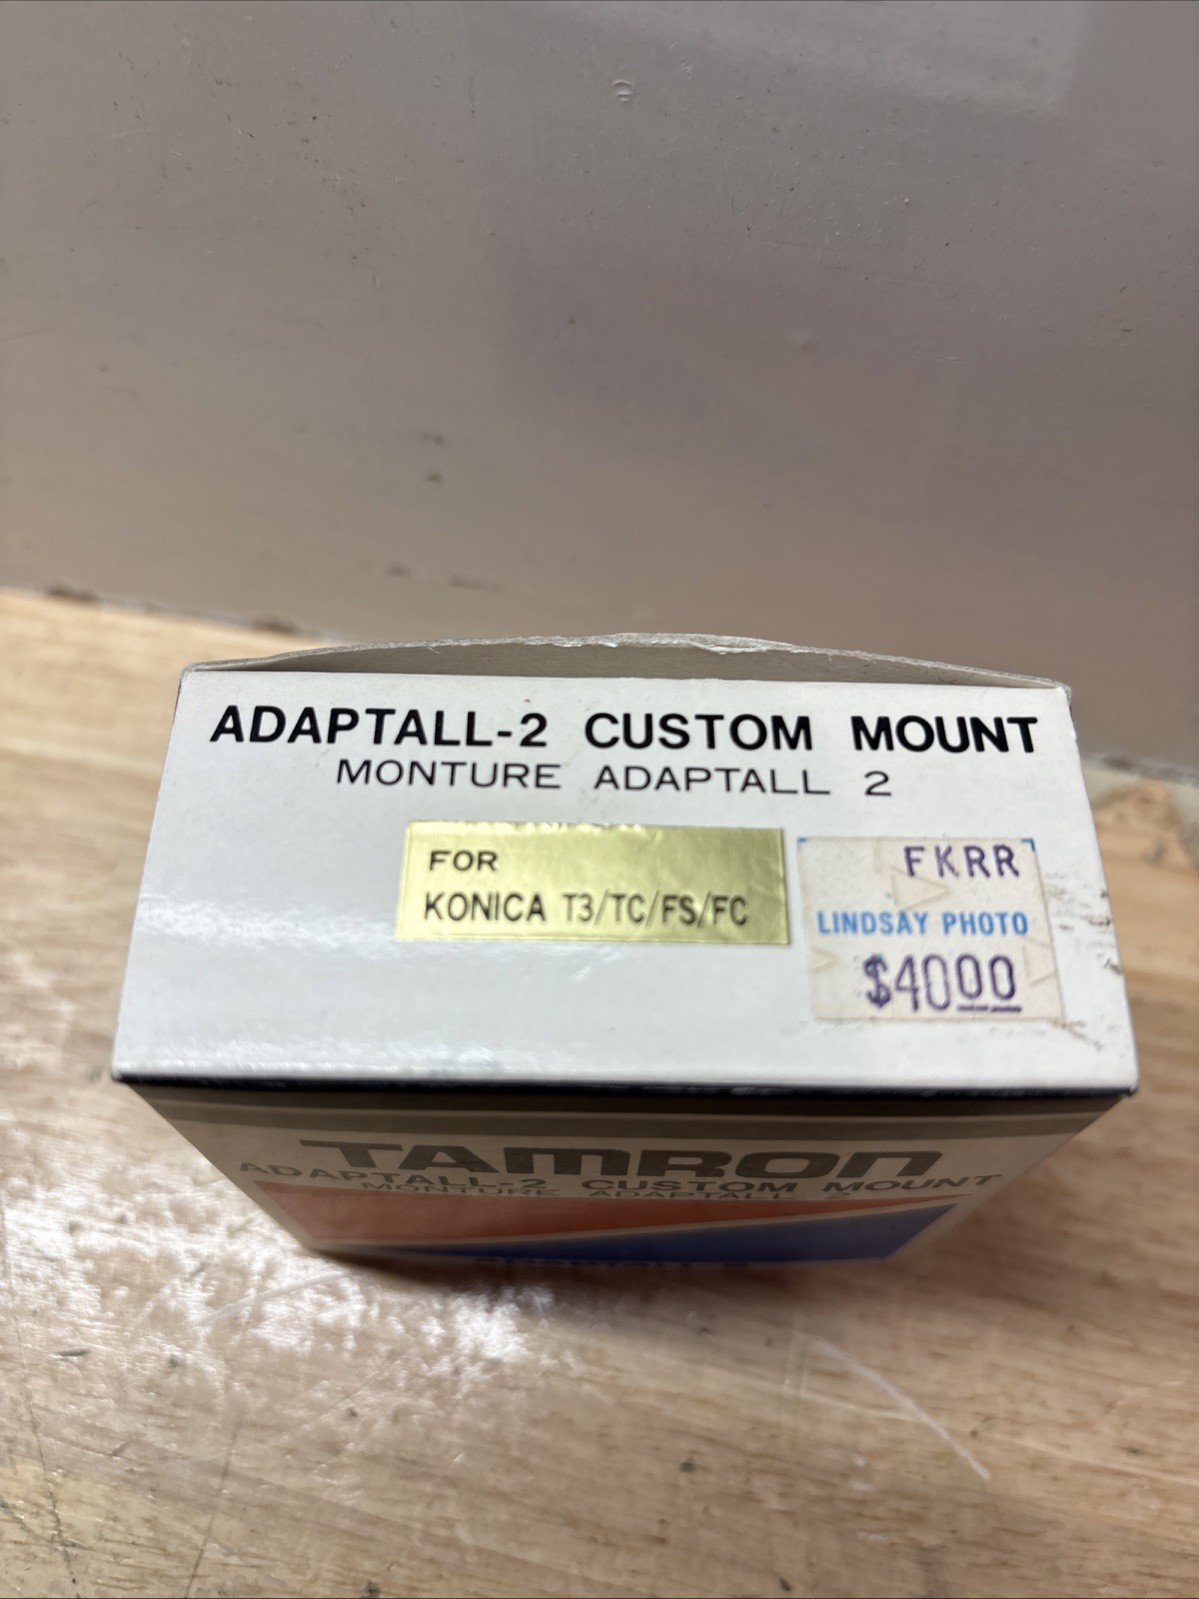 ADAPTALL-2 CUSTOM MOUNT
MONTURE ADAPTALL 2
FOR
KONICA T3/TC/FS/FC
FKRR
LINDSAY PHOTO
$4000
TAMRON
ADAPTALL-2 CUSTOM MOUNT
MONTURE ADAPTALL 2